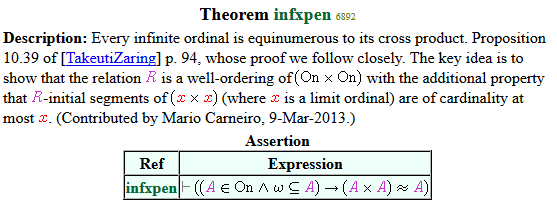 Theorem infxpen 6892
Description: Every infinite ordinal is equinumerous to its cross product. Proposition
10.39 of [TakeutiZaring] p. 94, whose proof we follow closely. The key idea is to
show that the relation 𝑅 is a well-ordering of (On × On) with the additional property
that 𝑅-initial segments of (𝑥 × 𝑥) (where 𝑥 is a limit ordinal) are of cardinality at
most 𝑥. (Contributed by Mario Carneiro, 9-Mar-2013.)
Assertion
Ref Expression
infxpen ⊢ ((𝐴 ∈ On ∧ ω ⊆ 𝐴) → (𝐴 × 𝐴) ≈ 𝐴)